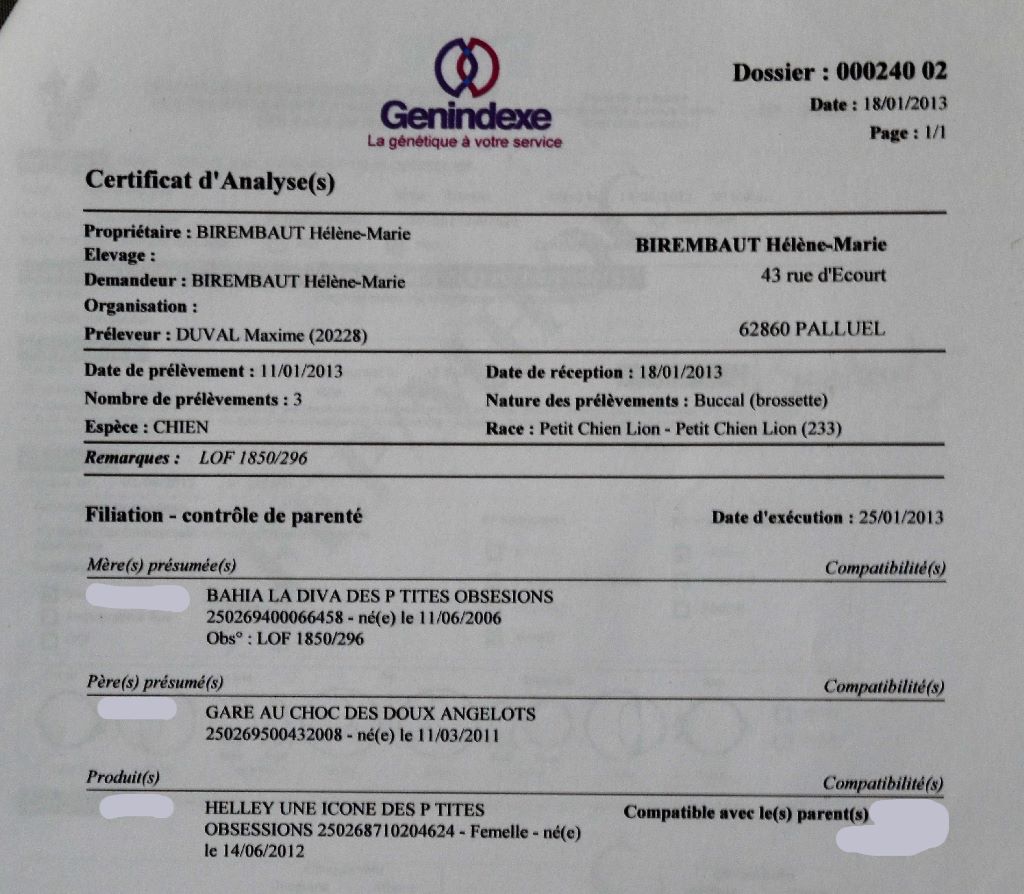 Genindexe
La génétique à votre service
Dossier : 000240 02
Date : 18/01/2013
Page : 1/1
Certificat d'Analyse(s)
Propriétaire : BIREMBAUT Hélène-Marie
Elevage :
Demandeur : BIREMBAUT Hélène-Marie
Organisation :
Préleveur : DUVAL Maxime (20228)
BIREMBAUT Hélène-Marie
43 rue d'Ecourt
62860 PALLUEL
Date de prélèvement : 11/01/2013
Date de réception : 18/01/2013
Nombre de prélèvements : 3
Nature des prélèvements : Buccal (brossette)
Espèce : CHIEN
Race : Petit Chien Lion - Petit Chien Lion (233)
Remarques : LOF 1850/296
Filiation - contrôle de parenté
Date d'exécution : 25/01/2013
Mère(s) présumée(s)
Compatibilité(s)
BAHIA LA DIVA DES P TITES OBSESIONS
250269400066458 - né(e) le 11/06/2006
Obs° : LOF 1850/296
Père(s) présumé(s)
Compatibilité(s)
GARE AU CHOC DES DOUX ANGELOTS
250269500432008 - né(e) le 11/03/2011
Produit(s)
Compatibilité(s)
HELLEY UNE ICONE DES P TITES
OBSESSIONS 250268710204624 - Femelle - né(e)
le 14/06/2012
Compatible avec le(s) parent(s)